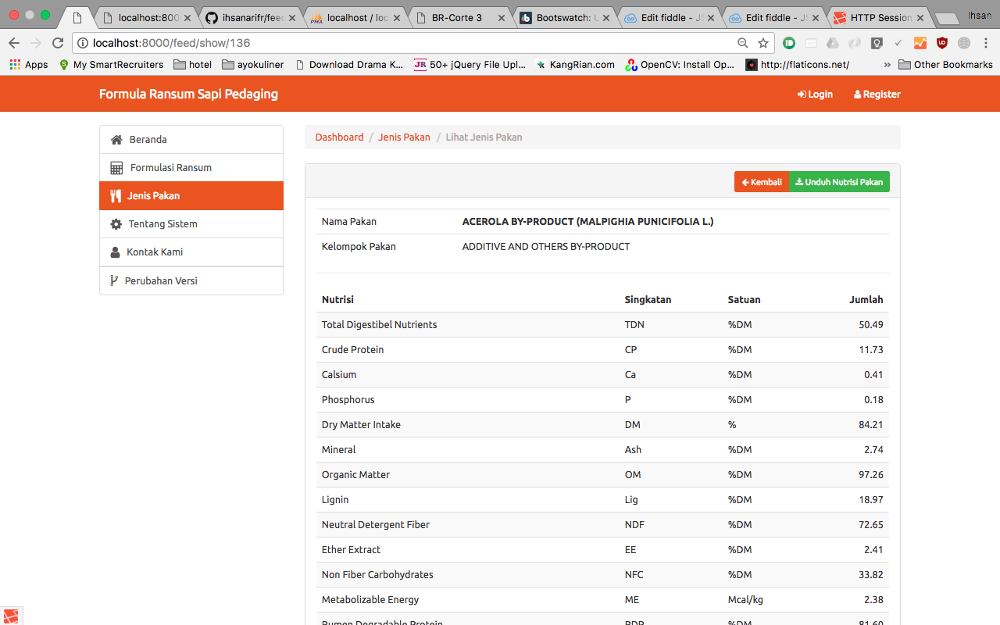 localhost:800
ihsanarifr/feed
localhost / loc
BR-Corte 3
Bootswatch: U
Edit fiddle - JS
Edit fiddle - JS
HTTP Session
Ihsan
localhost:8000/feed/show/136
Apps
My SmartRecruiters
hotel
ayokuliner
Download Drama K...
JR 50+ jQuery File Upl...
KangRian.com
OpenCV: Install Op...
http://flaticons.net/
» Other Bookmarks
Formula Ransum Sapi Pedaging
Login
Register
Beranda
Formulasi Ransum
Jenis Pakan
Tentang Sistem
Kontak Kami
Perubahan Versi
Dashboard / Jenis Pakan / Lihat Jenis Pakan
Kembali
Unduh Nutrisi Pakan
Nama Pakan ACEROLA BY-PRODUCT (MALPIGHIA PUNICIFOLIA L.)
Kelompok Pakan ADDITIVE AND OTHERS BY-PRODUCT
Nutrisi Singkatan Satuan Jumlah
Total Digestibel Nutrients TDN %DM 50.49
Crude Protein CP %DM 11.73
Calsium Ca %DM 0.41
Phosphorus P %DM 0.18
Dry Matter Intake DM % 84.21
Mineral Ash %DM 2.74
Organic Matter OM %DM 97.26
Lignin Lig %DM 18.97
Neutral Detergent Fiber NDF %DM 72.65
Ether Extract EE %DM 2.41
Non Fiber Carbohydrates NFC %DM 33.82
Metabolizable Energy ME Mcal/kg 2.38
Rumen Degradable Protein RDP %DM 81.60